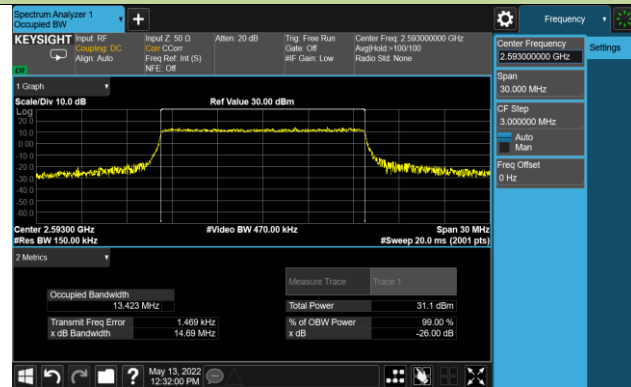 Spectrum Analyzer 1
Occupied BW
Frequency
KEYSIGHT
Input: RF
Coupling: DC
Align: Auto
Input Z: 50 Ω
Corr CCorr
Freq Ref: Int (S)
NFE: Off
Atten: 20 dB
Trig: Free Run
Gate: Off
#IF Gain: Low
Center Freq: 2.593000000 GHz
Avg|Hold:>100/100
Radio Std: None
Center Frequency
2.593000000 GHz
Settings
Span
30.000 MHz
CF Step
3.000000 MHz
Auto
Man
Freq Offset
0 Hz
1 Graph
Scale/Div 10.0 dB
Ref Value 30.00 dBm
Log
20.0
10.0
0.00
-10.0
-20.0
-30.0
-40.0
-50.0
-60.0
Center 2.59300 GHz
#Video BW 470.00 kHz
Span 30 MHz
#Res BW 150.00 kHz
#Sweep 20.0 ms (2001 pts)
2 Metrics
Measure Trace
Trace 1
Occupied Bandwidth
13.423 MHz
Total Power
31.1 dBm
Transmit Freq Error
1.469 kHz
% of OBW Power
99.00 %
x dB Bandwidth
14.69 MHz
x dB
-26.00 dB
May 13, 2022
12:32:00 PM